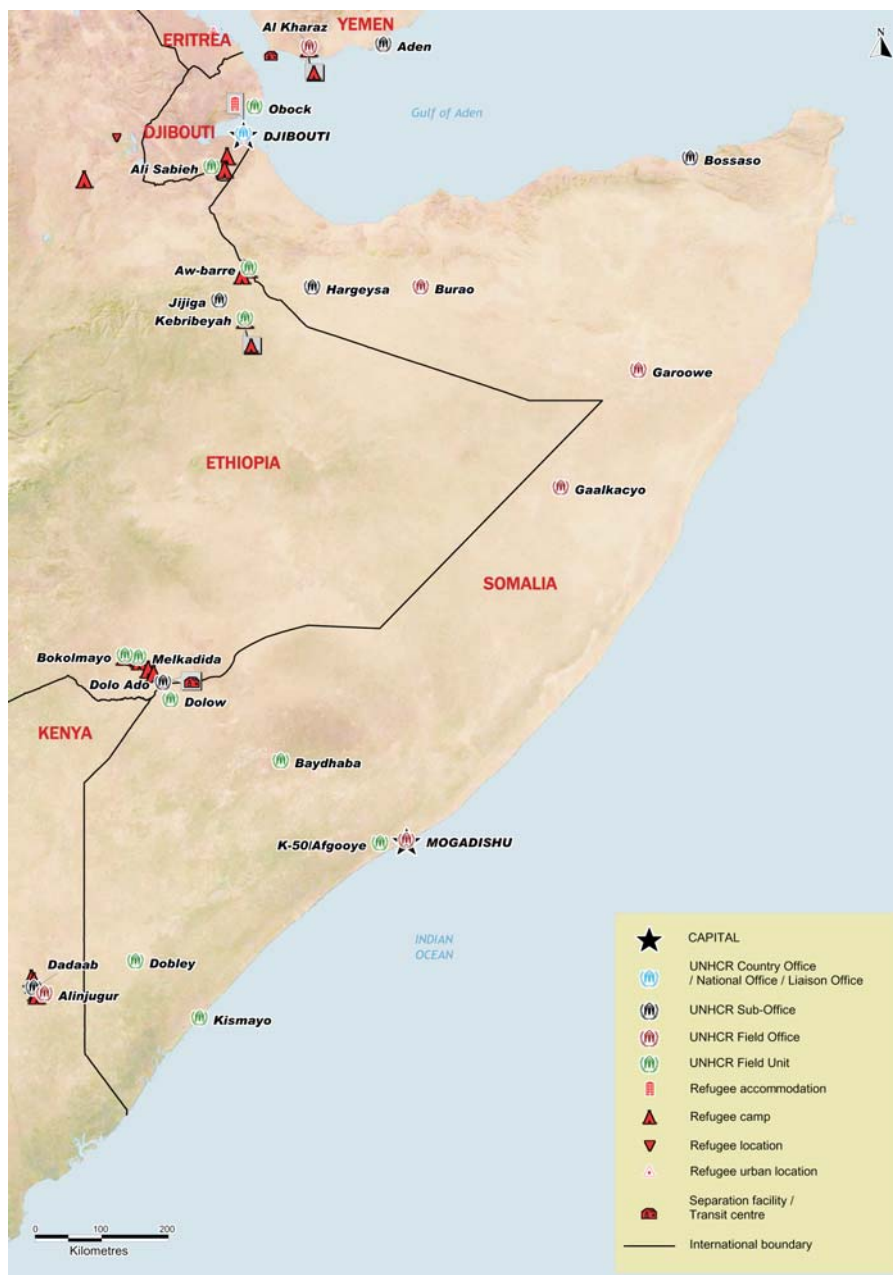 YEMEN
Al Kharaz
ERITREA
Aden
N
Obock
Gulf of Aden
DJIBOUTI
DJIBOUTI
Ali Sabieh
Bossaso
Aw-barre
Hargeysa
Burao
Jijiga
Kebribeyah
Garoowe
ETHIOPIA
Gaalkacyo
SOMALIA
Bokolmayo
Melkadida
Dolo Ado
Dolow
KENYA
Baydhaba
K-50/Afgooye
MOGADISHU
INDIAN
OCEAN
Dadaab
Dobley
Alinjugur
Kismayo
CAPITAL
UNHCR Country Office
/ National Office / Liaison Office
UNHCR Sub-Office
UNHCR Field Office
UNHCR Field Unit
Refugee accommodation
Refugee camp
Refugee location
Refugee urban location
Separation facility /
Transit centre
International boundary
0 100 200
Kilometres